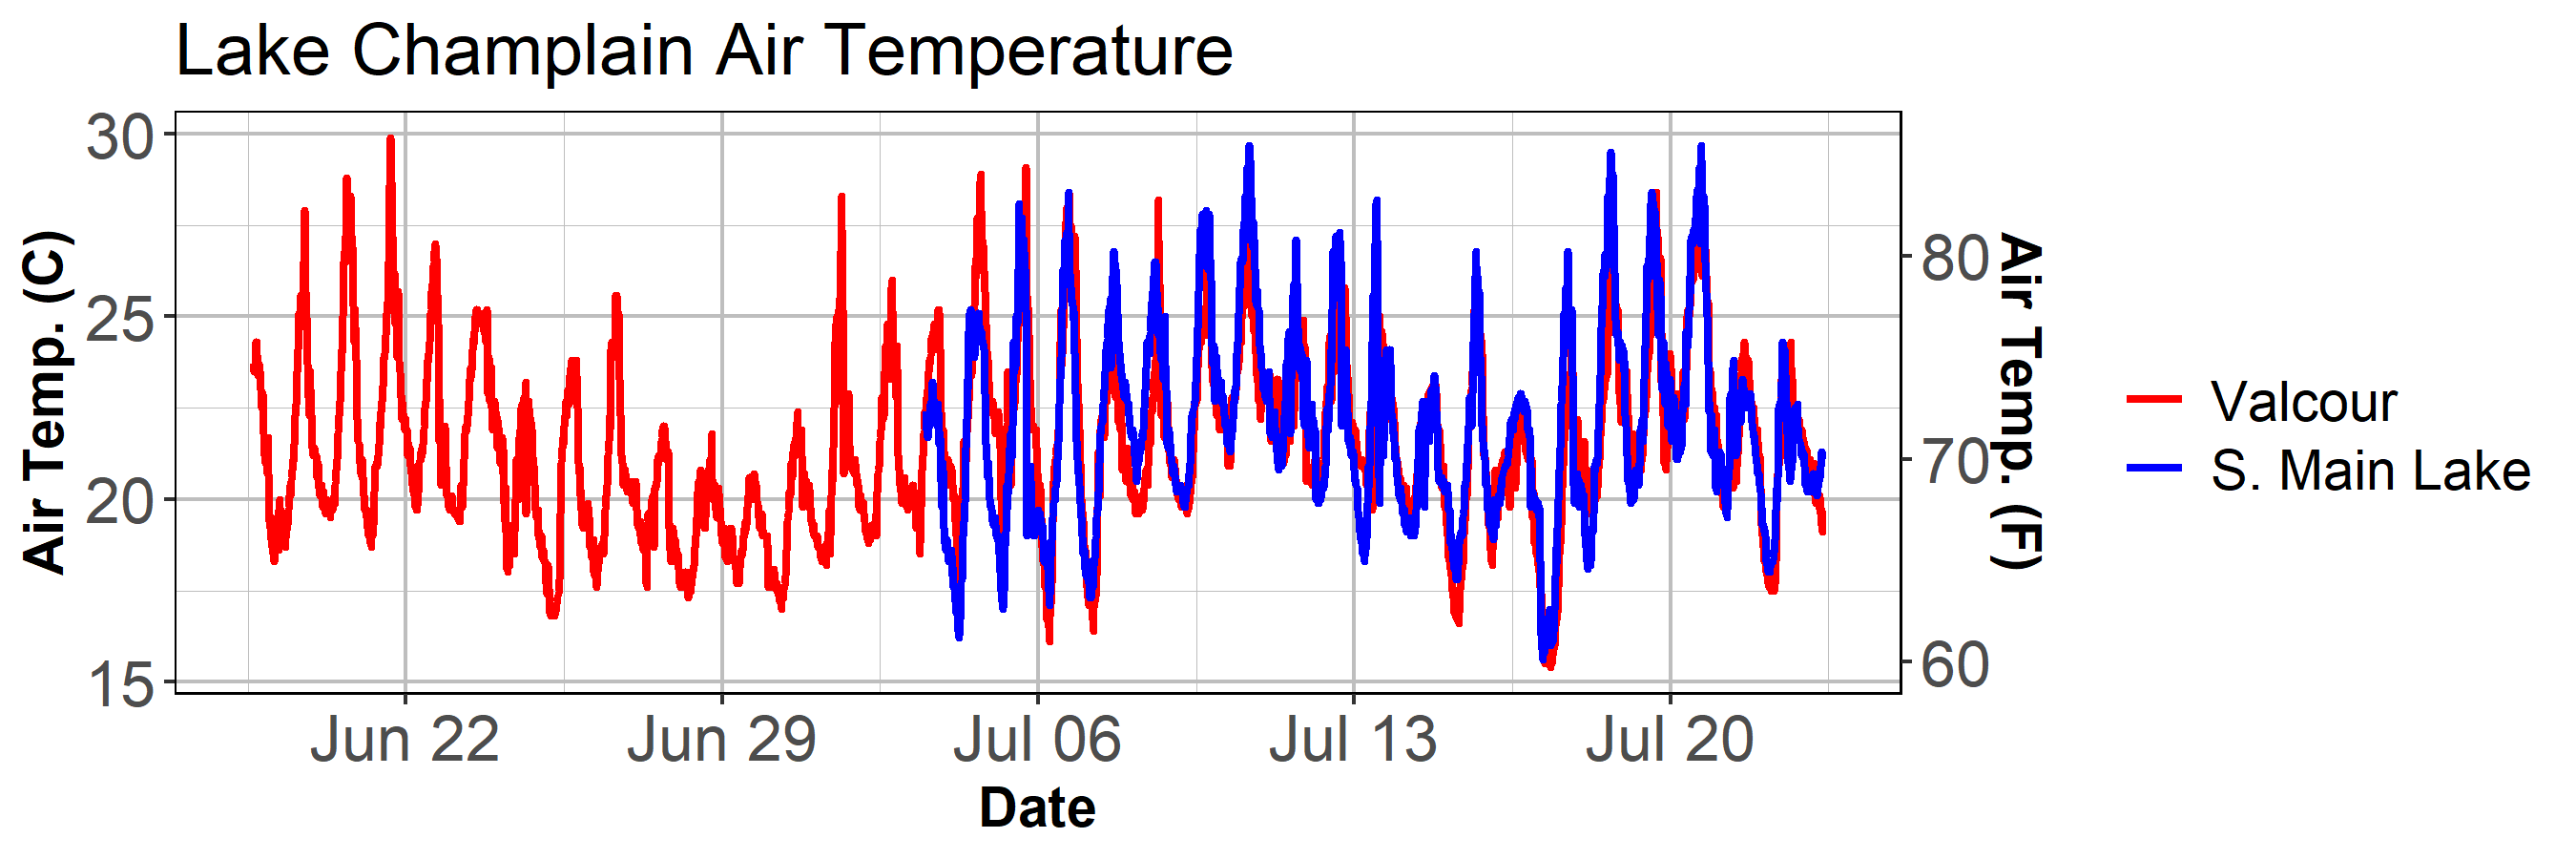 Lake Champlain Air Temperature
Air Temp. (C)
30
25
20
15
80
70
60
Air Temp. (F)
Jun 22
Jun 29
Jul 06
Jul 13
Jul 20
Date
Valcour
S. Main Lake